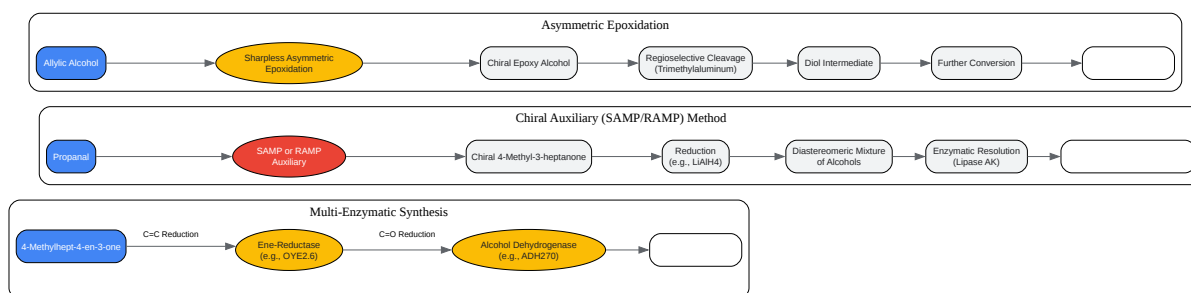 Asymmetric Epoxidation
Allylic Alcohol
Sharpless Asymmetric
Epoxidation
Chiral Epoxy Alcohol
Regioselective Cleavage
(Trimethylaluminum)
Diol Intermediate
Further Conversion
Chiral Auxiliary (SAMP/RAMP) Method
Propanal
SAMP or RAMP
Auxiliary
Chiral 4-Methyl-3-heptanone
Reduction
(e.g., LiAlH4)
Diastereomeric Mixture
of Alcohols
Enzymatic Resolution
(Lipase AK)
Multi-Enzymatic Synthesis
4-Methylhept-4-en-3-one
C=C Reduction
Ene-Reductase
(e.g., OYE2.6)
C=O Reduction
Alcohol Dehydrogenase
(e.g., ADH270)